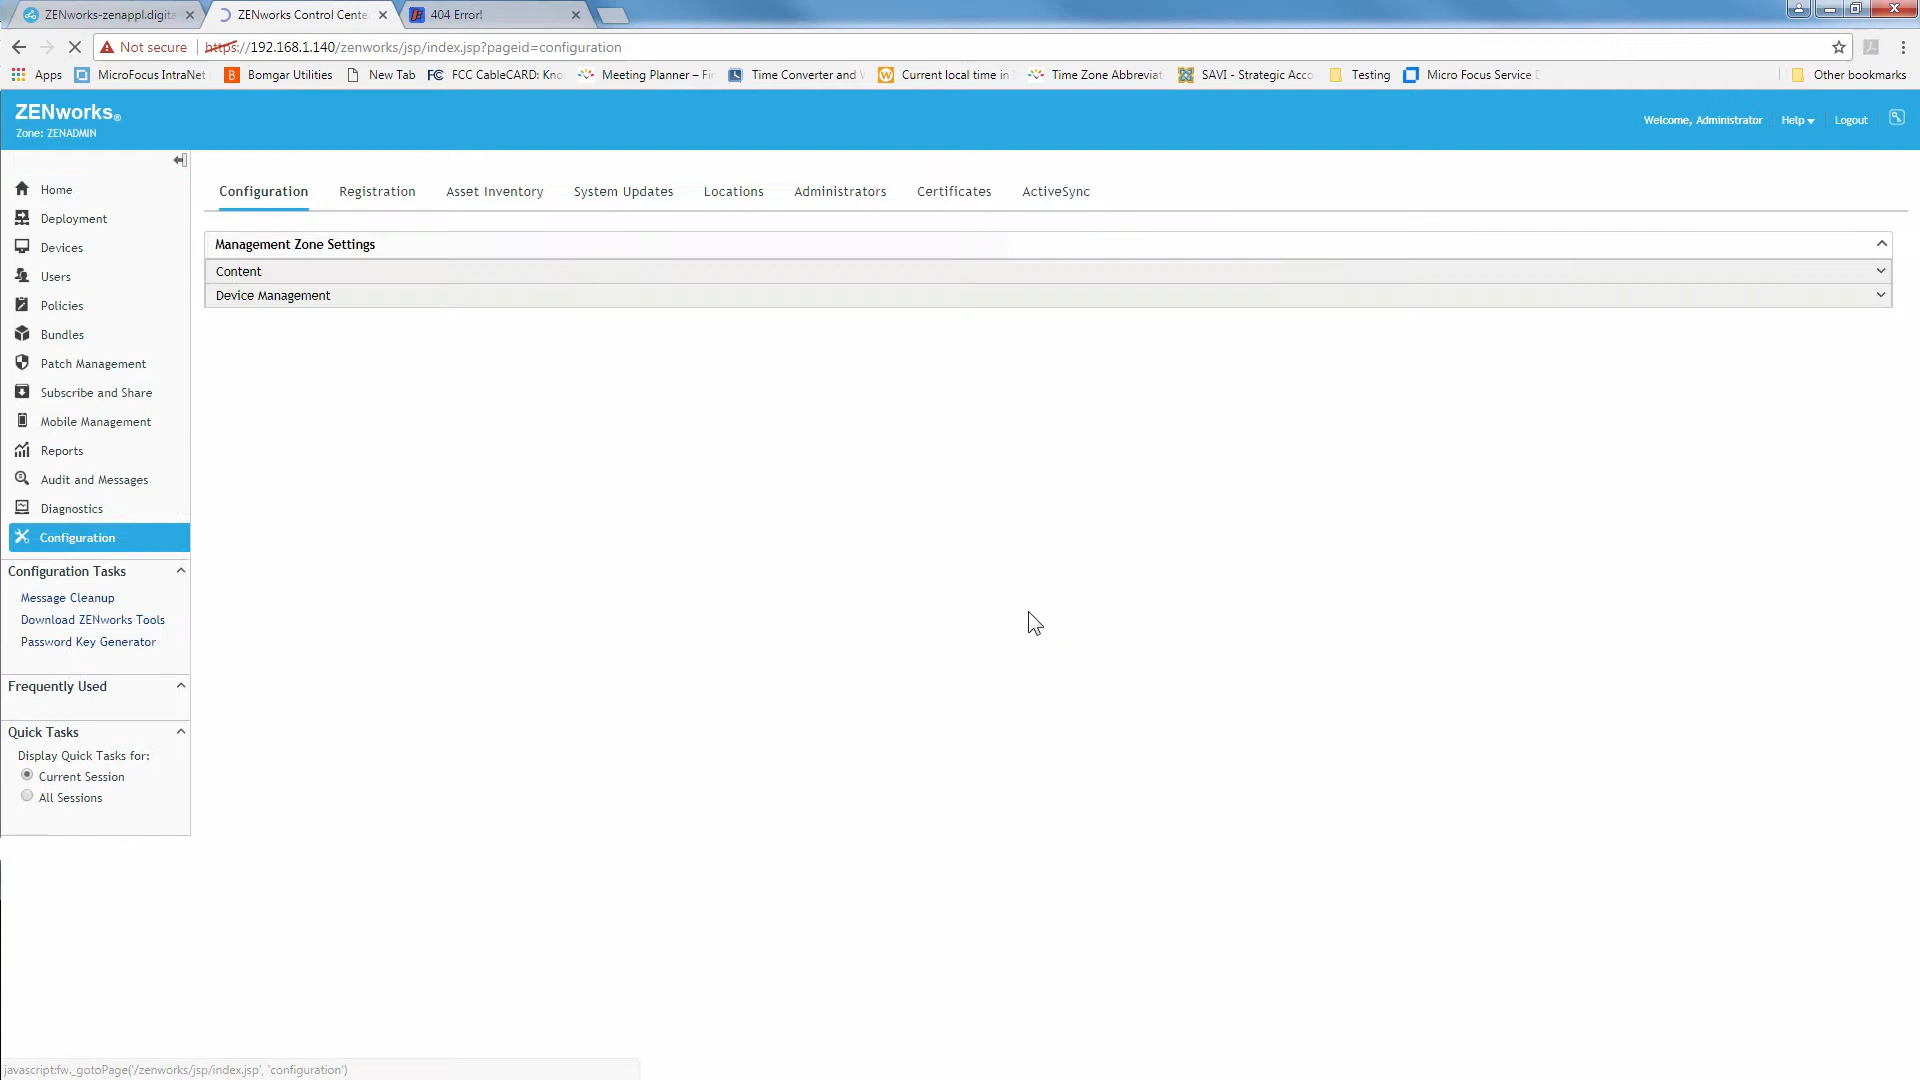 ZENworks-zenappl.digita
ZENworks Control Cente
404 Error!
Not secure
https://192.168.1.140/zenworks/jsp/index.jsp?pageid=configuration
Apps
MicroFocus IntraNet
Bomgar Utilities
New Tab
FCC CableCARD: Kno
Meeting Planner – Fi
Time Converter and
Current local time in
Time Zone Abbreviat
SAVI - Strategic Acco
Testing
Micro Focus Service
Other bookmarks
ZENworks®
Zone: ZENADMIN
Welcome, Administrator
Help
Logout
Home
Deployment
Devices
Users
Policies
Bundles
Patch Management
Subscribe and Share
Mobile Management
Reports
Audit and Messages
Diagnostics
Configuration
Configuration Tasks
Message Cleanup
Download ZENworks Tools
Password Key Generator
Frequently Used
Quick Tasks
Display Quick Tasks for:
Current Session
All Sessions
Configuration
Registration
Asset Inventory
System Updates
Locations
Administrators
Certificates
ActiveSync
Management Zone Settings
Content
Device Management
javascript:fw._gotoPage('/zenworks/jsp/index.jsp', 'configuration')